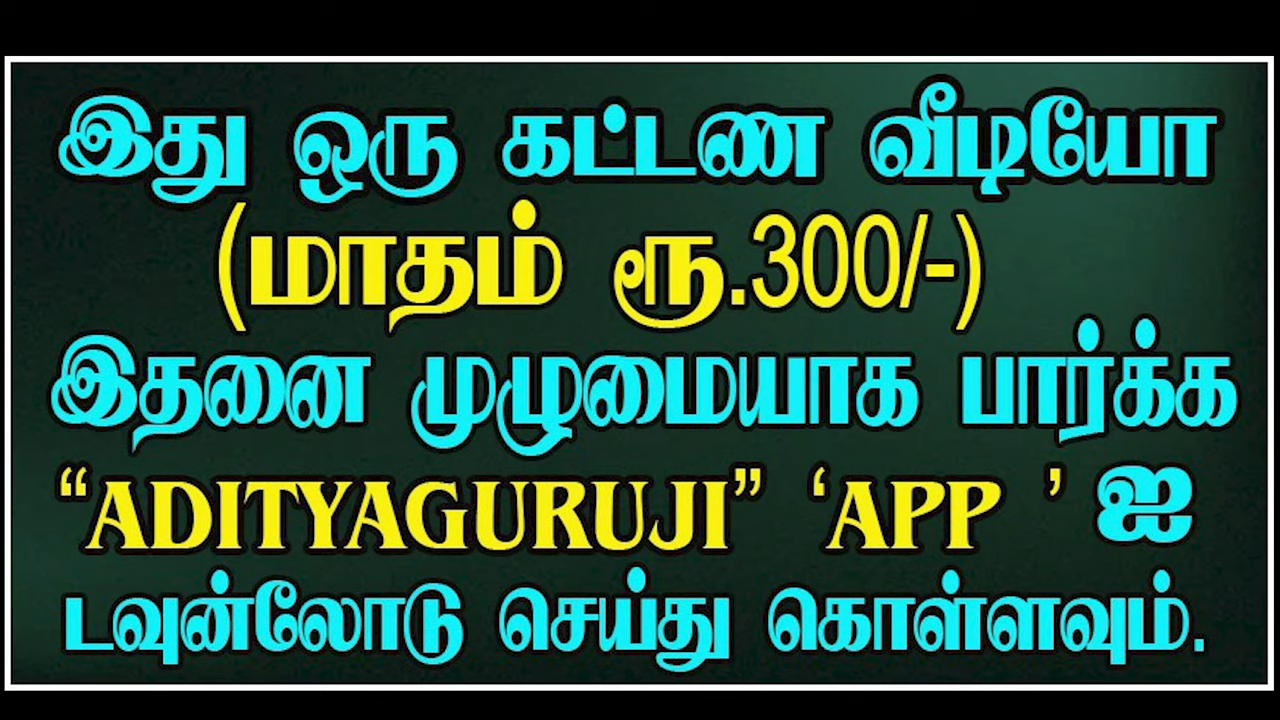 இது ஒரு கட்டண வீடியோ
(மாதம் ரூ.300/-)
இதனை முழுமையாக பார்க்க
“ADITYAGURUJI” ‘APP ’ ஐ
டவுன்லோடு செய்து கொள்ளவும்.